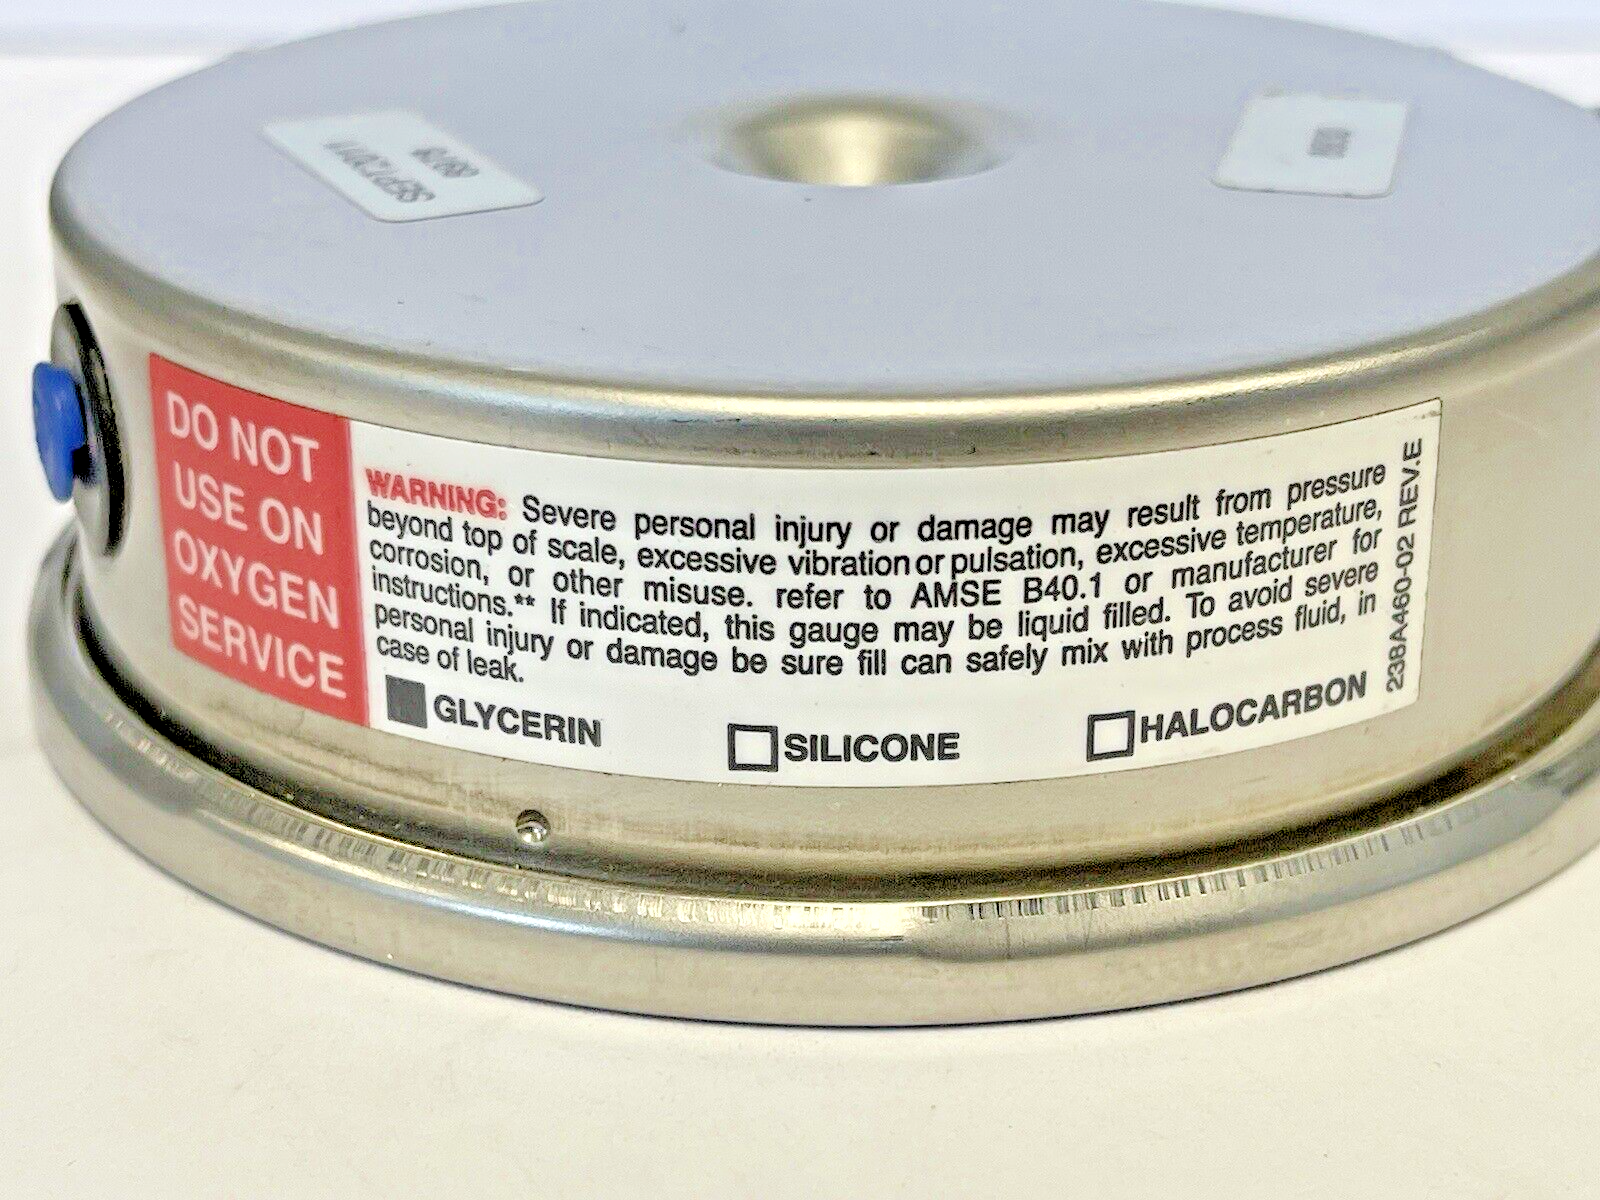 DO NOT
USE ON
OXYGEN
SERVICE
WARNING: Severe personal injury or damage may result from pressure
beyond top of scale, excessive vibration or pulsation, excessive temperature,
corrosion, or other misuse. refer to AMSE B40.1 or manufacturer for
instructions.** If indicated, this gauge may be liquid filled. To avoid severe
personal injury or damage be sure fill can safely mix with process fluid, in
case of leak.
GLYCERIN
SILICONE
HALOCARBON
238A460-02 REV.E